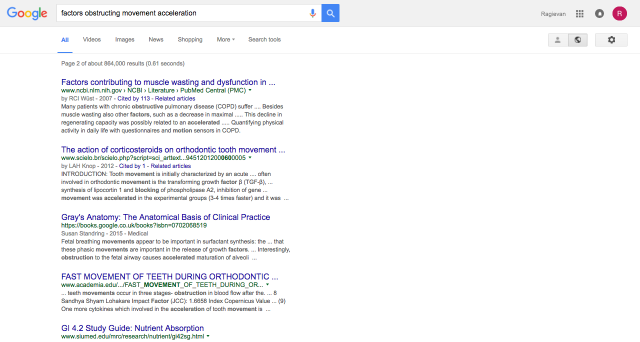 Google factors obstructing movement acceleration Ragiavan R
All Videos Images News Shopping More Search tools
Page 2 of about 864,000 results (0.61 seconds)
Factors contributing to muscle wasting and dysfunction in ...
www.ncbi.nlm.nih.gov › NCBI › Literature › PubMed Central (PMC)
by RCI Wüst - 2007 - Cited by 113 - Related articles
Many patients with chronic obstructive pulmonary disease (COPD) suffer .... Besides
muscle wasting also other factors, such as a decrease in maximal .... This decline in
regenerating capacity was possibly related to an accelerated ..... Quantifying physical
activity in daily life with questionnaires and motion sensors in COPD.
The action of corticosteroids on orthodontic tooth movement ...
www.scielo.br/scielo.php?script=sci_arttext...94512012000600005
by LAH Knop - 2012 - Cited by 1 - Related articles
INTRODUCTION: Tooth movement is initially characterized by an acute .... often
involved in orthodontic movement is the transforming growth factor β (TGF-β), ...
synthesis of lipocortin 1 and blocking of phospholipase A2, inhibition of gene ...
movement was accelerated in the experimental groups (3-4 times faster) and it was ...
Gray's Anatomy: The Anatomical Basis of Clinical Practice
https://books.google.co.uk/books?isbn=0702068519
Susan Standring - 2015 - Medical
Fetal breathing movements appear to be important in surfactant synthesis: the ... that
these phasic movements are important in the release of growth factors. ... Interestingly,
obstruction to the fetal airway causes accelerated maturation of alveoli ...
FAST MOVEMENT OF TEETH DURING ORTHODONTIC ...
www.academia.edu/.../FAST_MOVEMENT_OF_TEETH_DURING_OR...
... teeth movements occur in three stages- obstruction in blood flow after the. ... 8
Sandhya Shyam Lohakare Impact Factor (JCC): 1.6658 Index Copernicus Value ... (9)
One more cytokines which involved in the acceleration of tooth movement is ...
GI 4.2 Study Guide: Nutrient Absorption
www.siumed.edu/mrc/research/nutrient/gi42sg.html